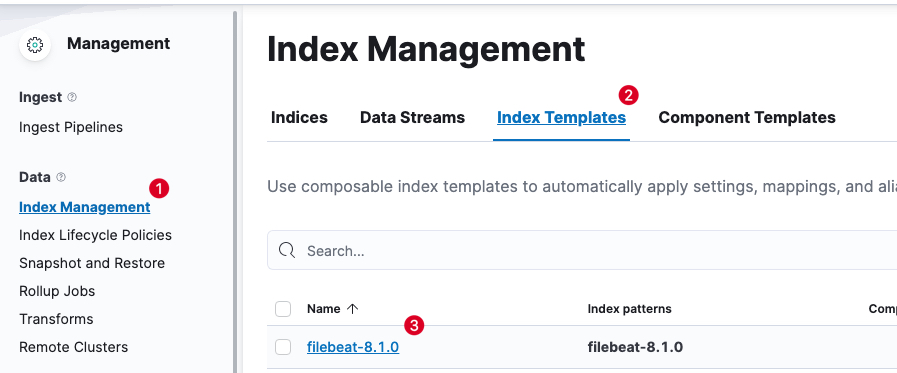 Management
Ingest
Ingest Pipelines
Data
1
Index Management
Index Lifecycle Policies
Snapshot and Restore
Rollup Jobs
Transforms
Remote Clusters
Index Management
2
Indices Data Streams Index Templates Component Templates
Use composable index templates to automatically apply settings, mappings, and alia
Search...
Name Index patterns Comp
3
filebeat-8.1.0 filebeat-8.1.0